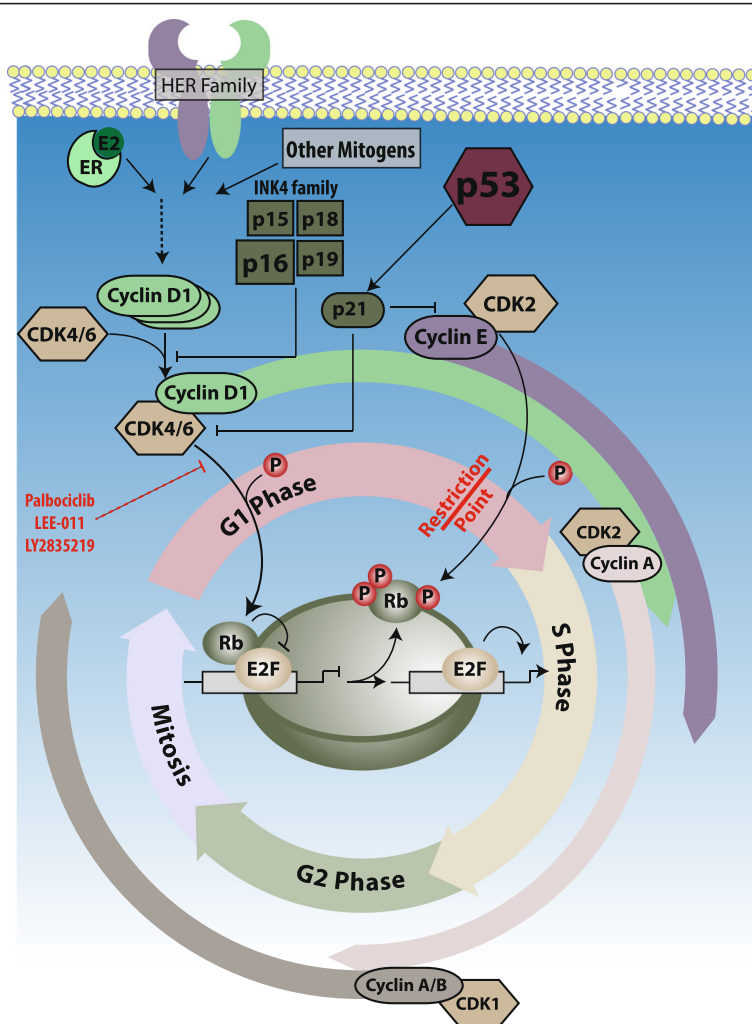 HER Family
E2
ER
Other Mitogens
INK4 family
p15
p18
p16
p19
p53
p21
Cyclin D1
CDK4/6
CDK2
Cyclin E
Cyclin D1
CDK4/6
Palbociclib
LEE-011
LY2835219
P
G1 Phase
Restriction
Point
P
CDK2
Cyclin A
P
P
P
Rb
Rb
E2F
E2F
S Phase
Mitosis
G2 Phase
Cyclin A/B
CDK1